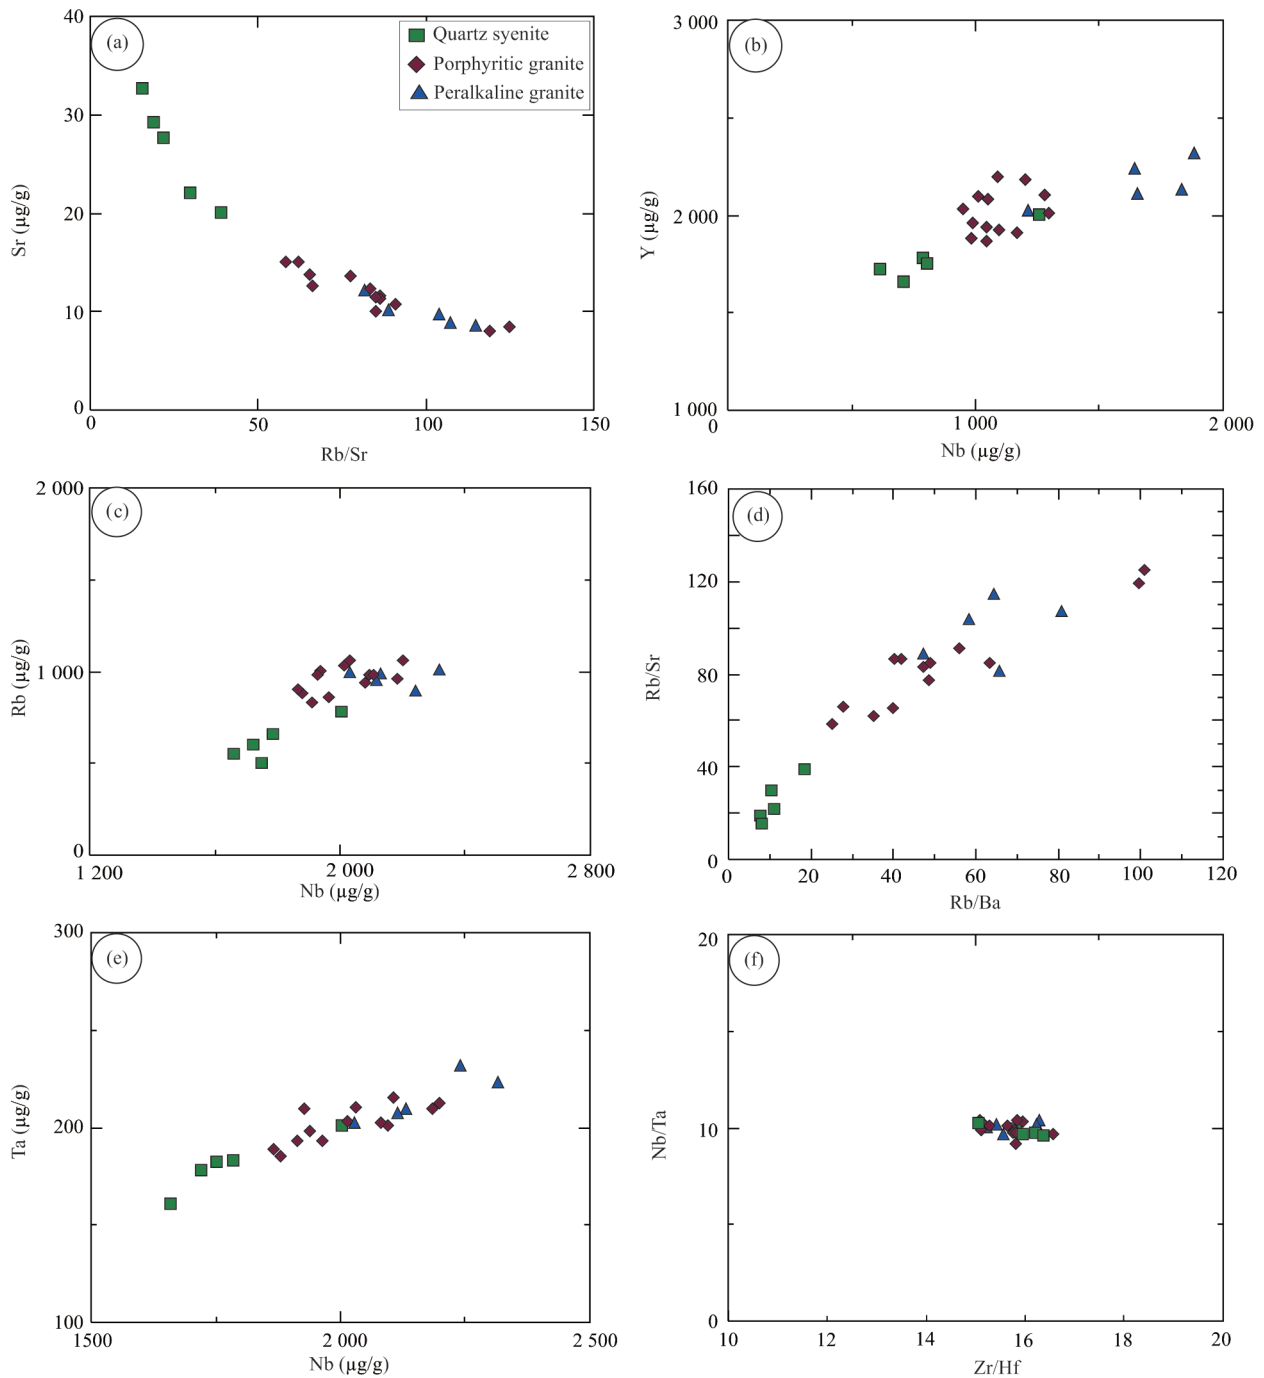 (a)
Quartz syenite
Porphyritic granite
Peralkaline granite
40
30
20
10
0
Sr (µg/g)
0 50 100 150
Rb/Sr
(b)
3 000
2 000
1 000
Y (µg/g)
0 1 000 2 000
Nb (µg/g)
(c)
2 000
1 000
0
Rb (µg/g)
1 200 2 000 2 800
Nb (µg/g)
(d)
160
120
80
40
0
Rb/Sr
0 20 40 60 80 100 120
Rb/Ba
(e)
300
200
100
Ta (µg/g)
1500 2 000 2 500
Nb (µg/g)
(f)
20
10
0
Nb/Ta
10 12 14 16 18 20
Zr/Hf